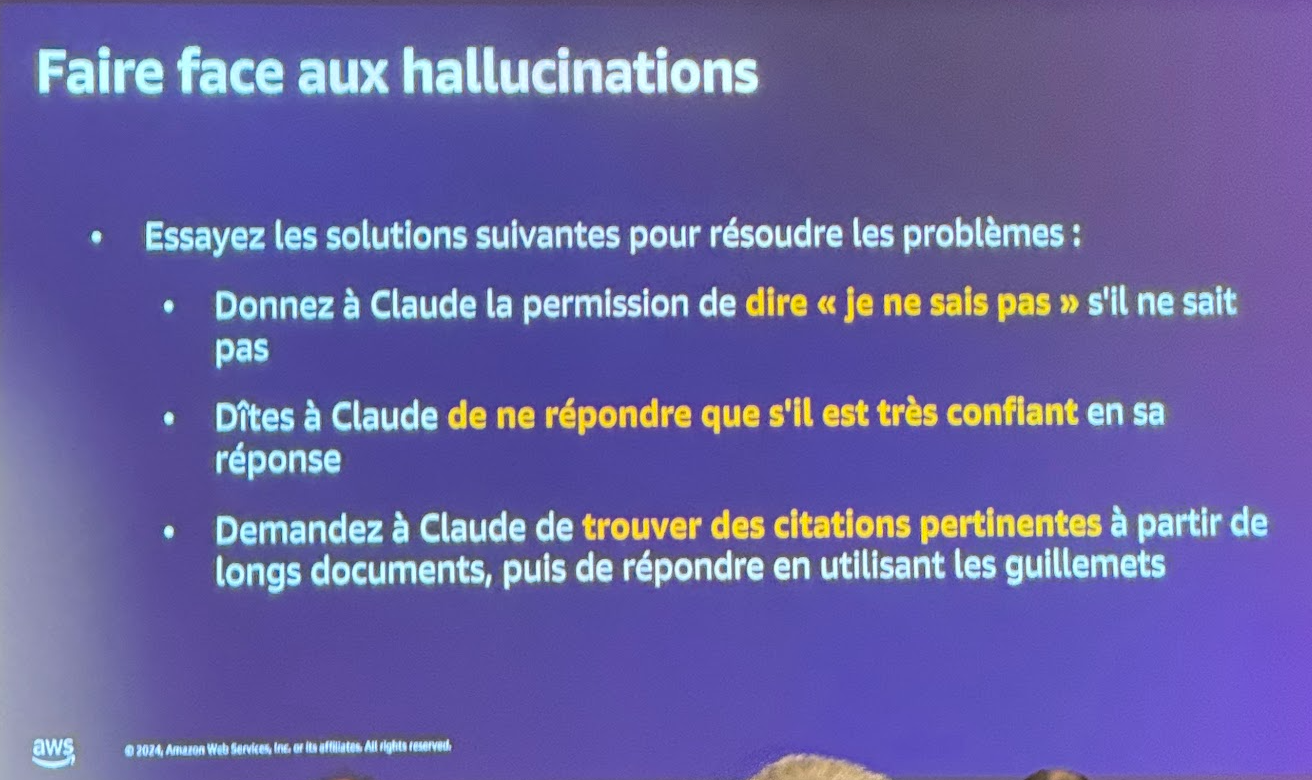 Faire face aux hallucinations
• Essayez les solutions suivantes pour résoudre les problèmes :
• Donnez à Claude la permission de dire « je ne sais pas » s'il ne sait
pas
• Dîtes à Claude de ne répondre que s'il est très confiant en sa
réponse
• Demandez à Claude de trouver des citations pertinentes à partir de
longs documents, puis de répondre en utilisant les guillemets
aws
© 2024, Amazon Web Services, Inc. or its affiliates. All rights reserved.